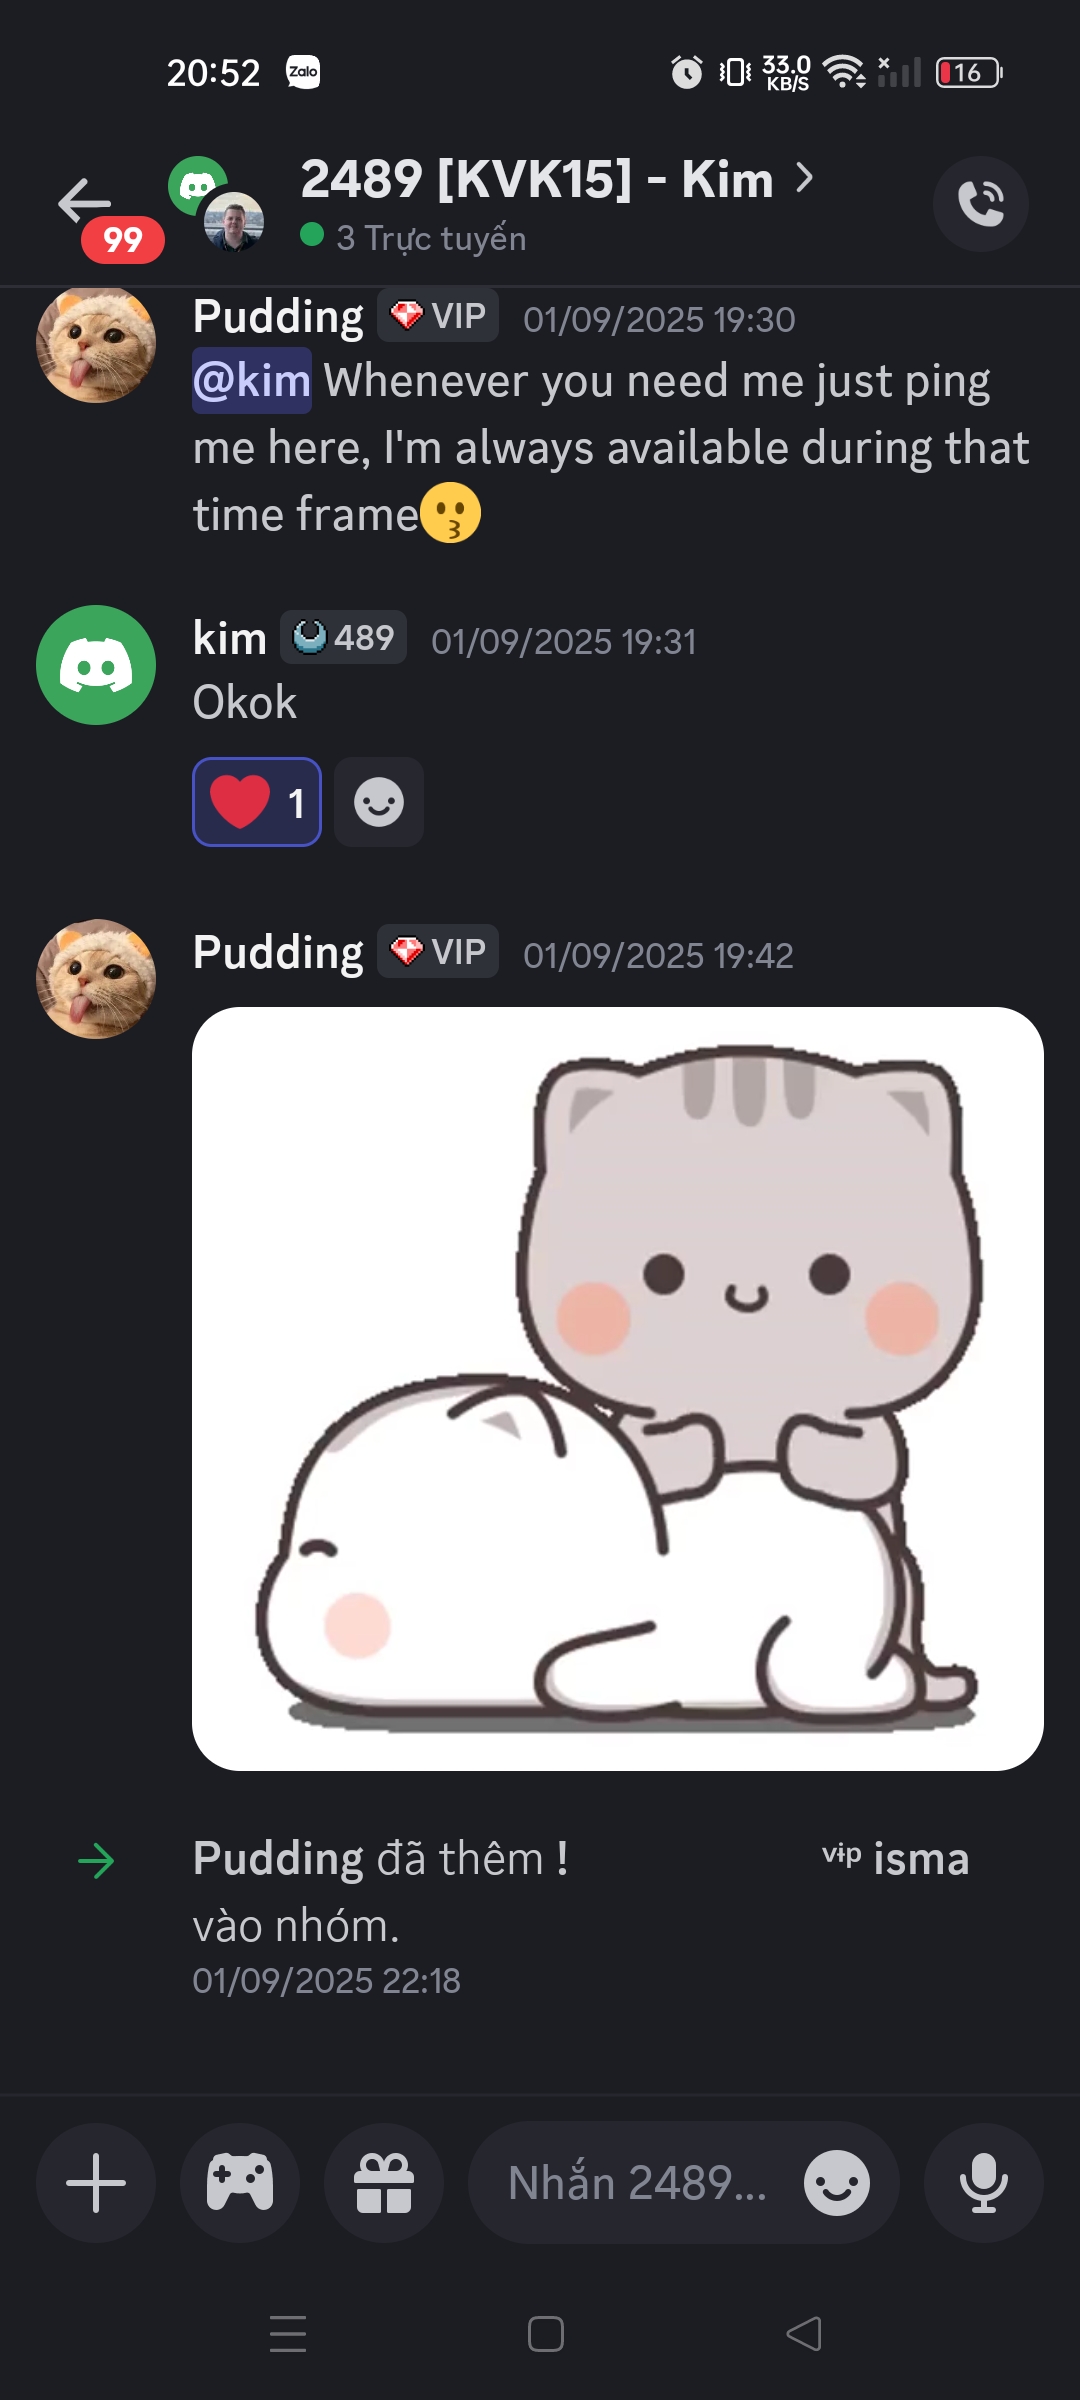 20:52 Zalo 33.0 KB/S 16
2489 [KVK15] - Kim
99
3 Trực tuyến
Pudding VIP 01/09/2025 19:30
@kim Whenever you need me just ping
me here, I'm always available during that
time frame
kim 489 01/09/2025 19:31
Okok
1
Pudding VIP 01/09/2025 19:42
Pudding đã thêm ! vɨp isma
vào nhóm.
01/09/2025 22:18
Nhắn 2489...